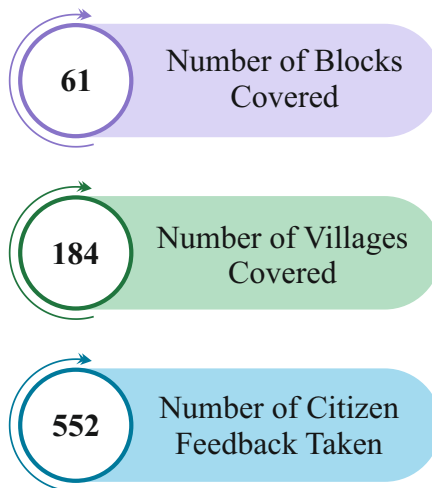 61
Number of Blocks
Covered
184
Number of Villages
Covered
552
Number of Citizen
Feedback Taken